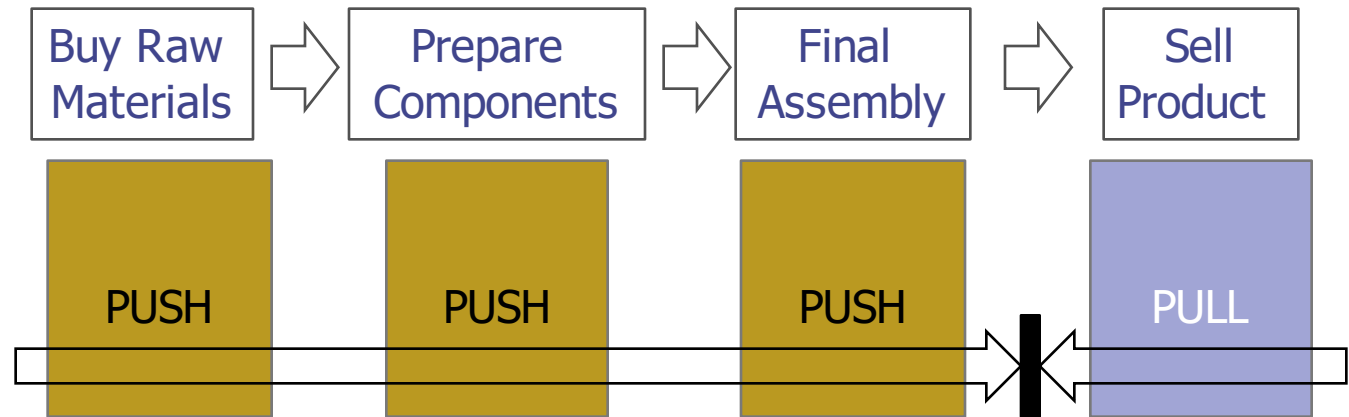 Buy Raw
Materials
Prepare
Components
Final
Assembly
Sell
Product
PUSH
PUSH
PUSH
PULL